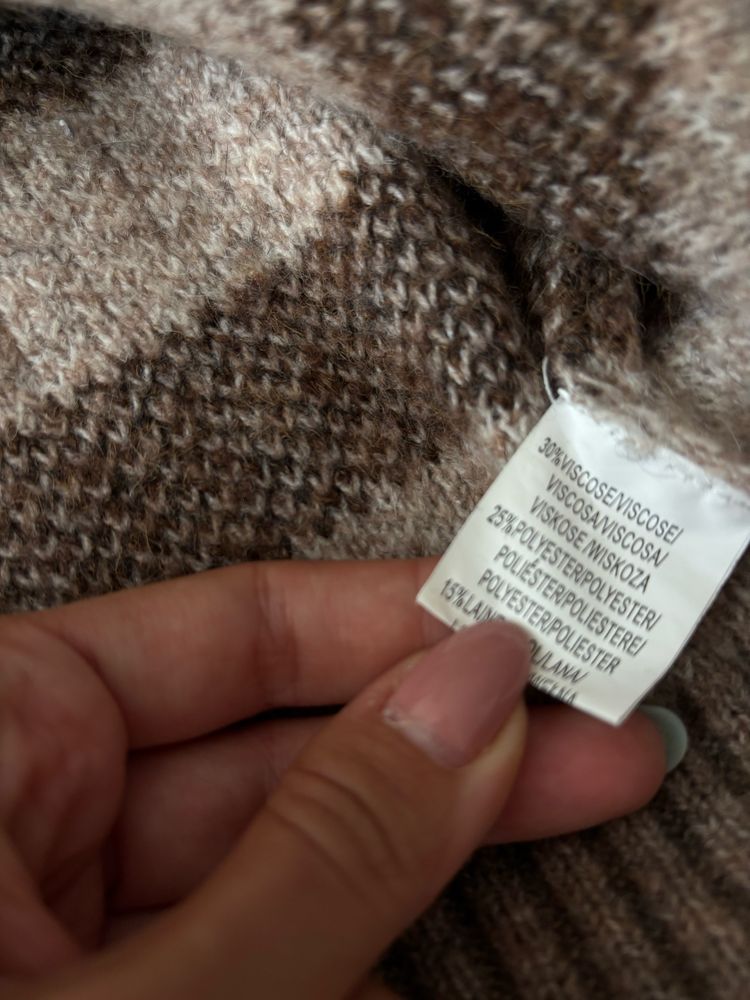 30%VISCOSE/VISCOSE/
VISCOSA/VISCOSA/
VISKOSE /WISKOZA
25%POLYESTER/POLYESTER/
POLIÉSTER/POLIESTERE/
POLYESTER/POLIESTER
15%LAINE /LANA/